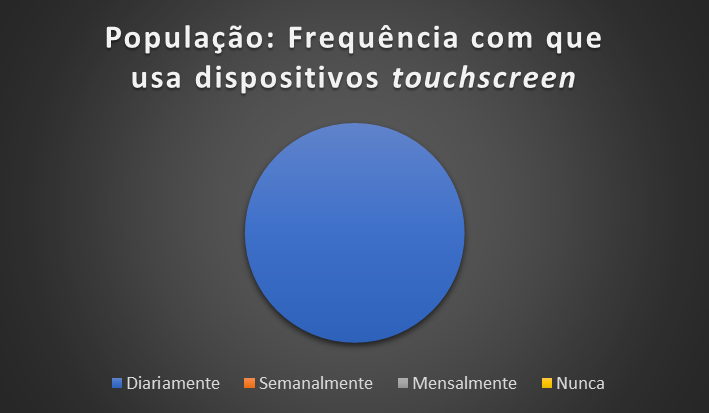 População: Frequência com que
usa dispositivos touchscreen
Diariamente Semanalmente Mensalmente Nunca